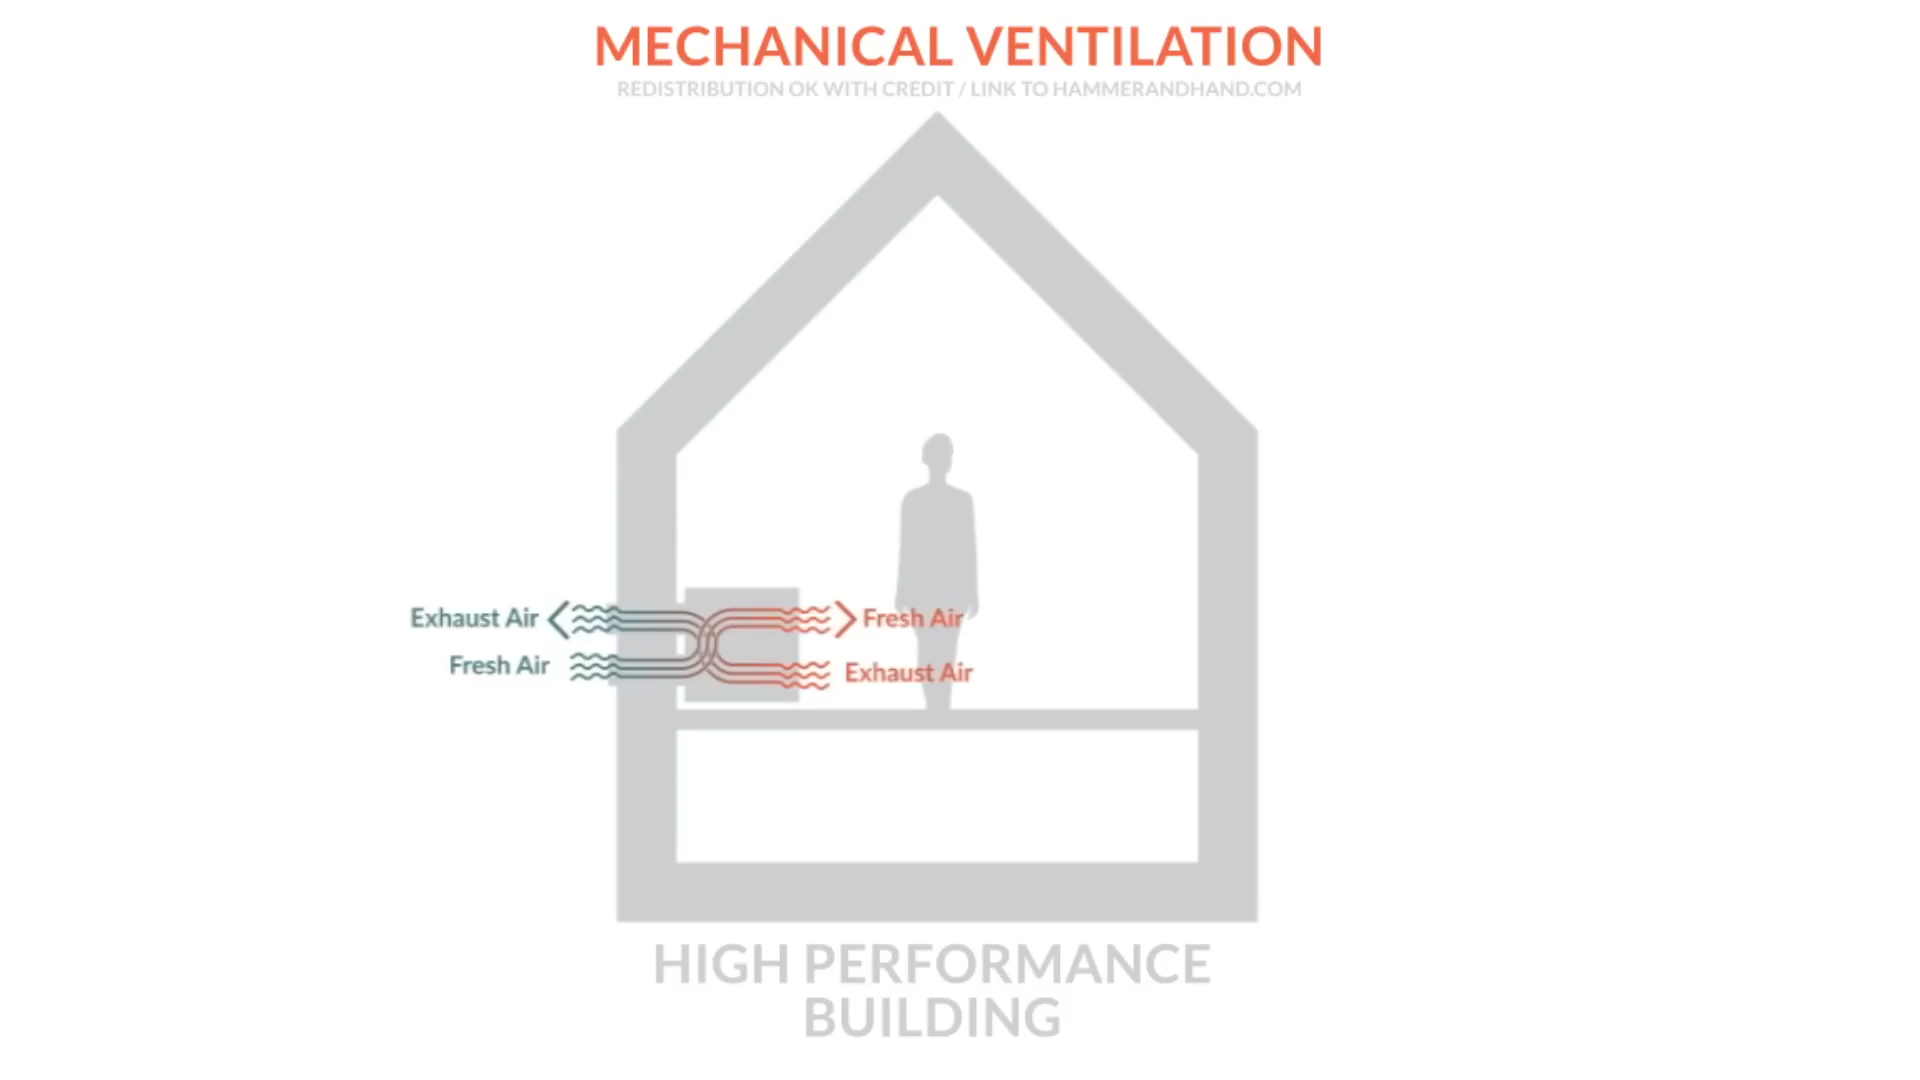 MECHANICAL VENTILATION
REDISTRIBUTION OK WITH CREDIT / LINK TO HAMMERANDHAND.COM
Exhaust Air
Fresh Air
Fresh Air
Exhaust Air
HIGH PERFORMANCE
BUILDING